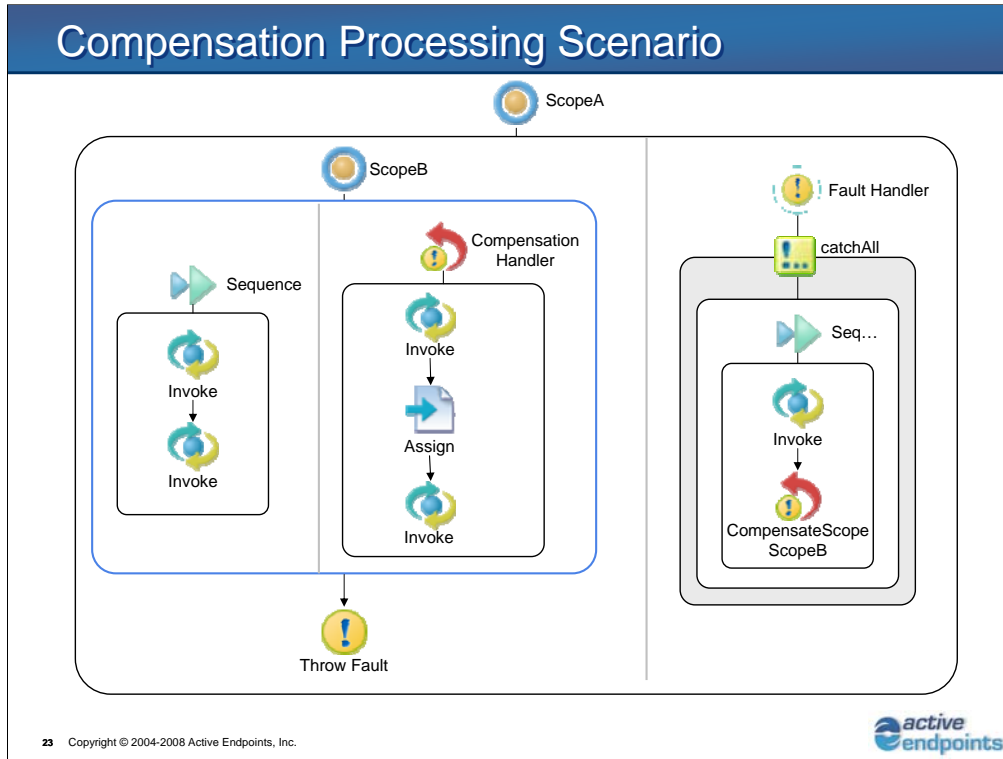 Compensation Processing Scenario
ScopeA
ScopeB
Fault Handler
Compensation
Handler
catchAll
Sequence
Invoke
Invoke
Invoke
Assign
Invoke
Seq…
Invoke
CompensateScope
ScopeB
Throw Fault
23 Copyright © 2004-2008 Active Endpoints, Inc.
active
endpoints